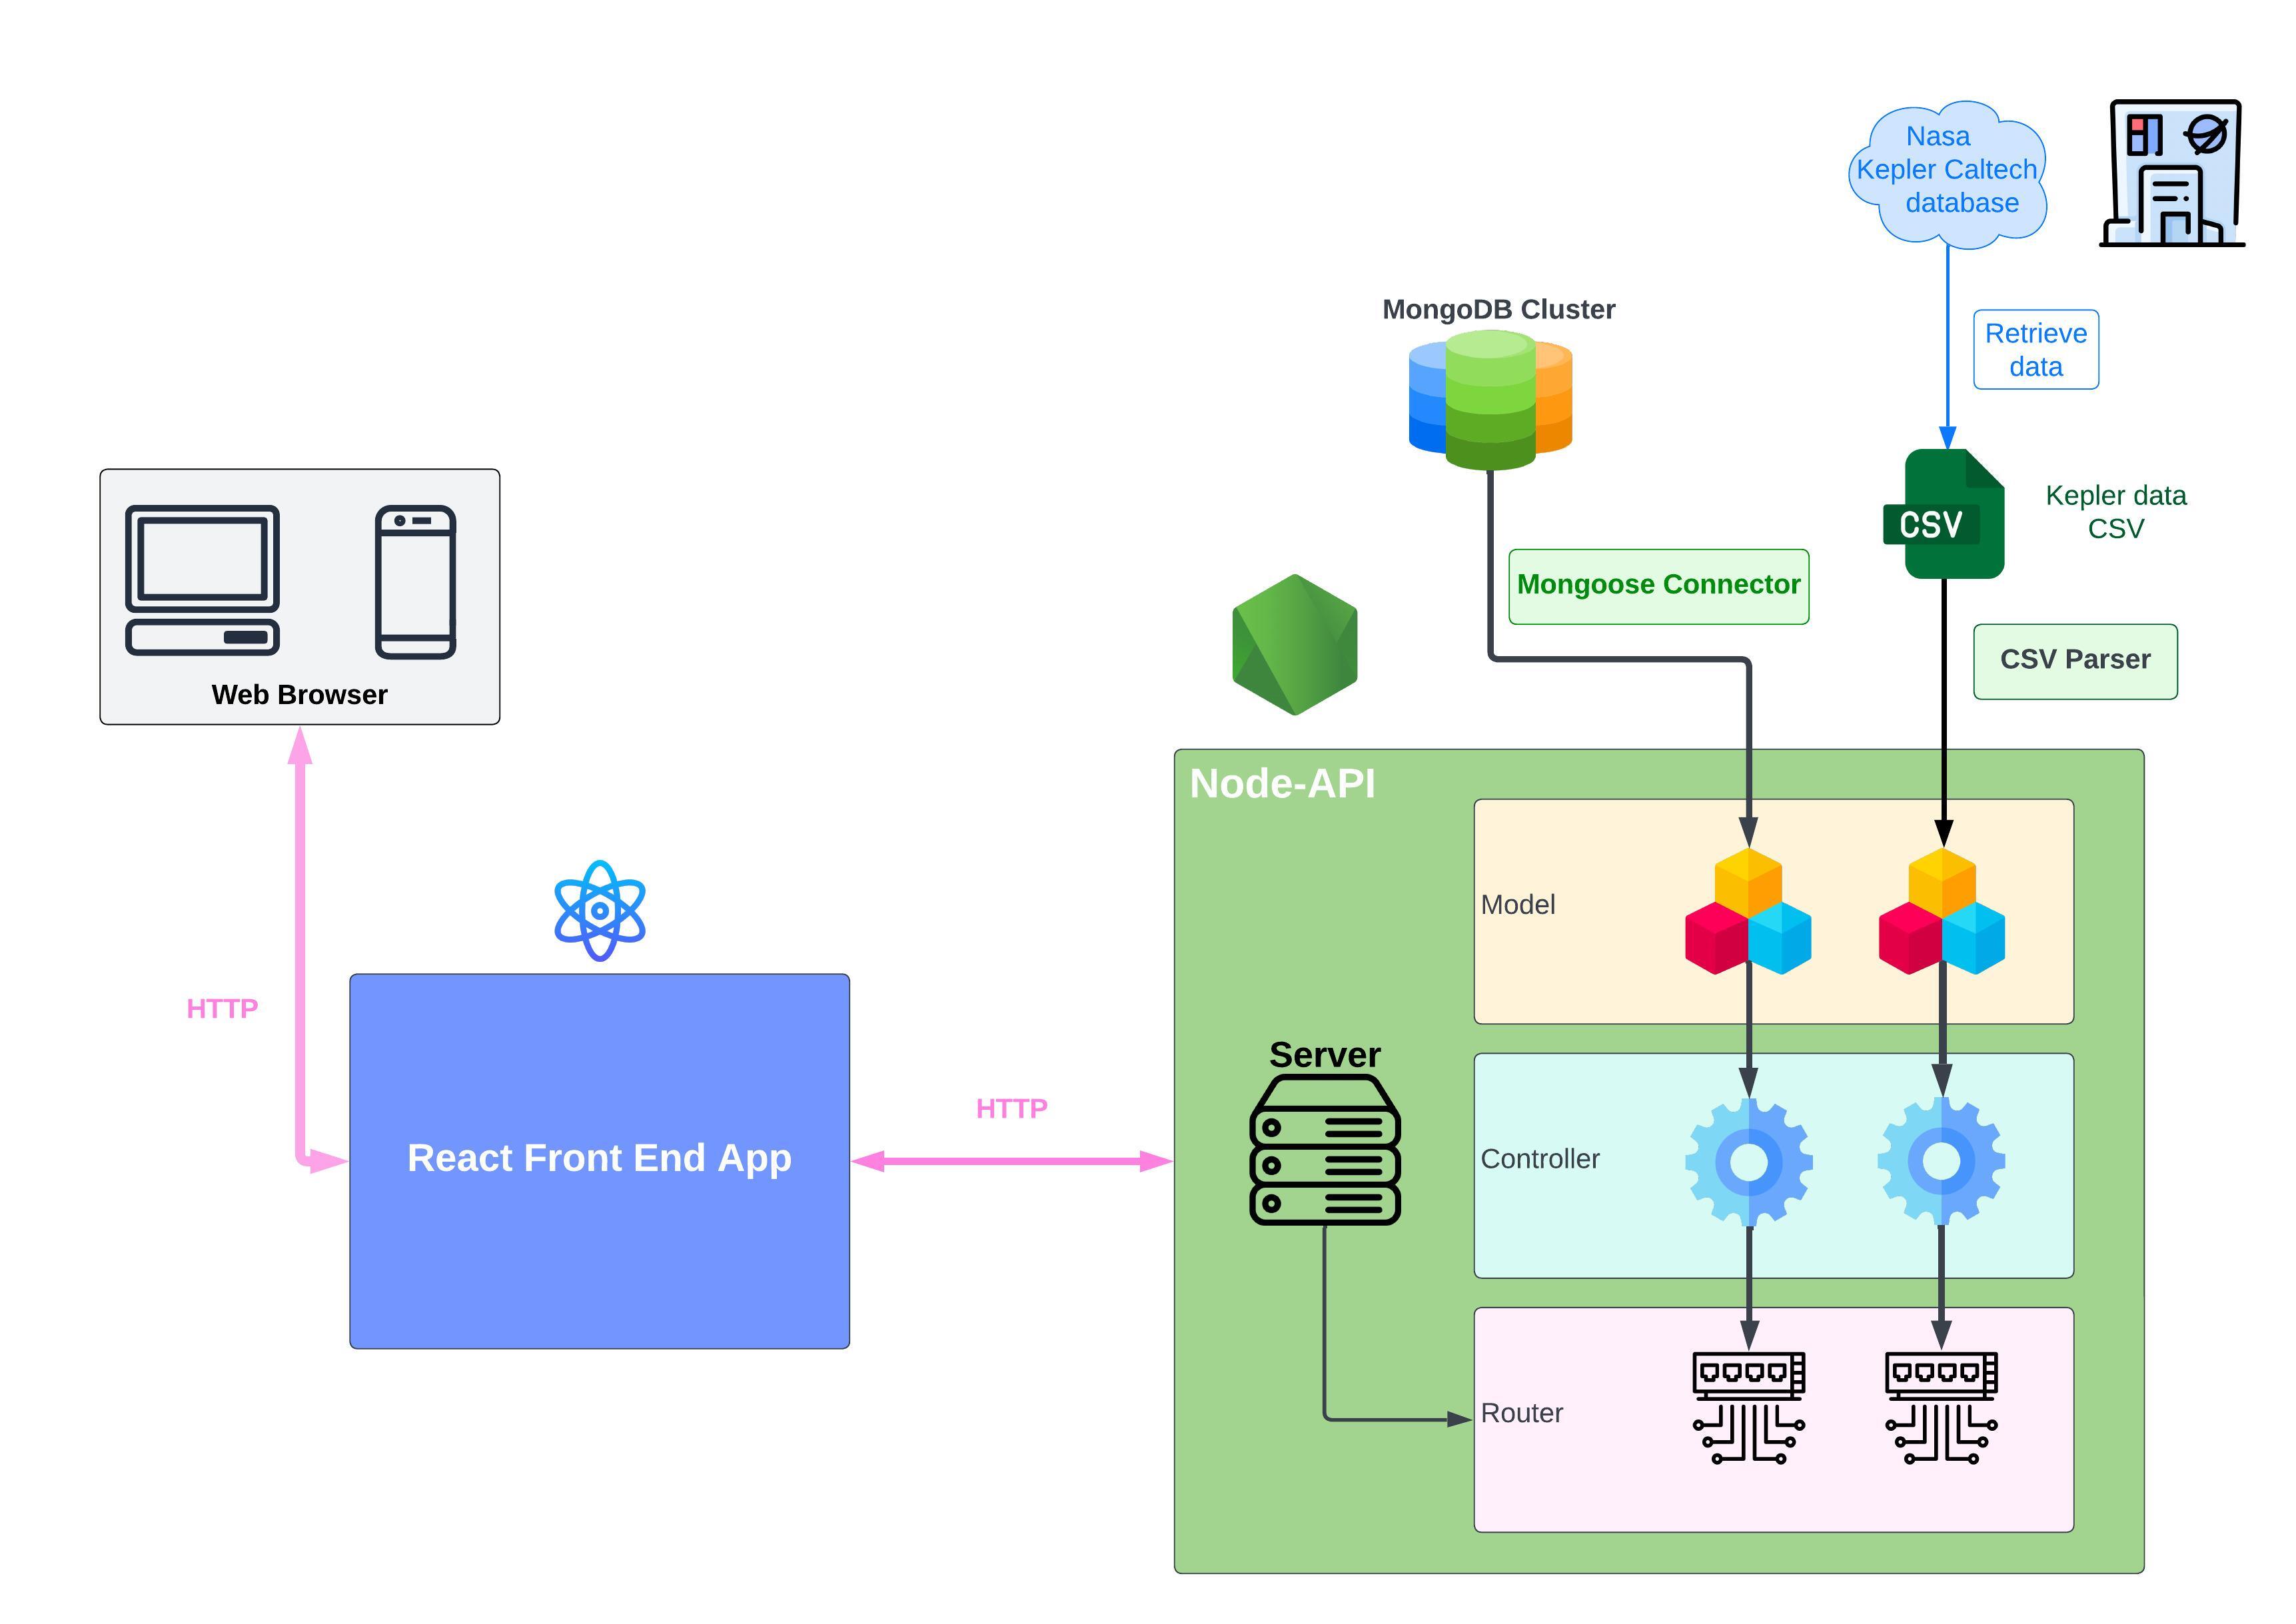 Nasa
Kepler Caltech
database
MongoDB Cluster
Retrieve
data
CSV
Kepler data
CSV
Mongoose Connector
CSV Parser
Web Browser
Node-API
Model
HTTP
Server
HTTP
React Front End App
Controller
Router